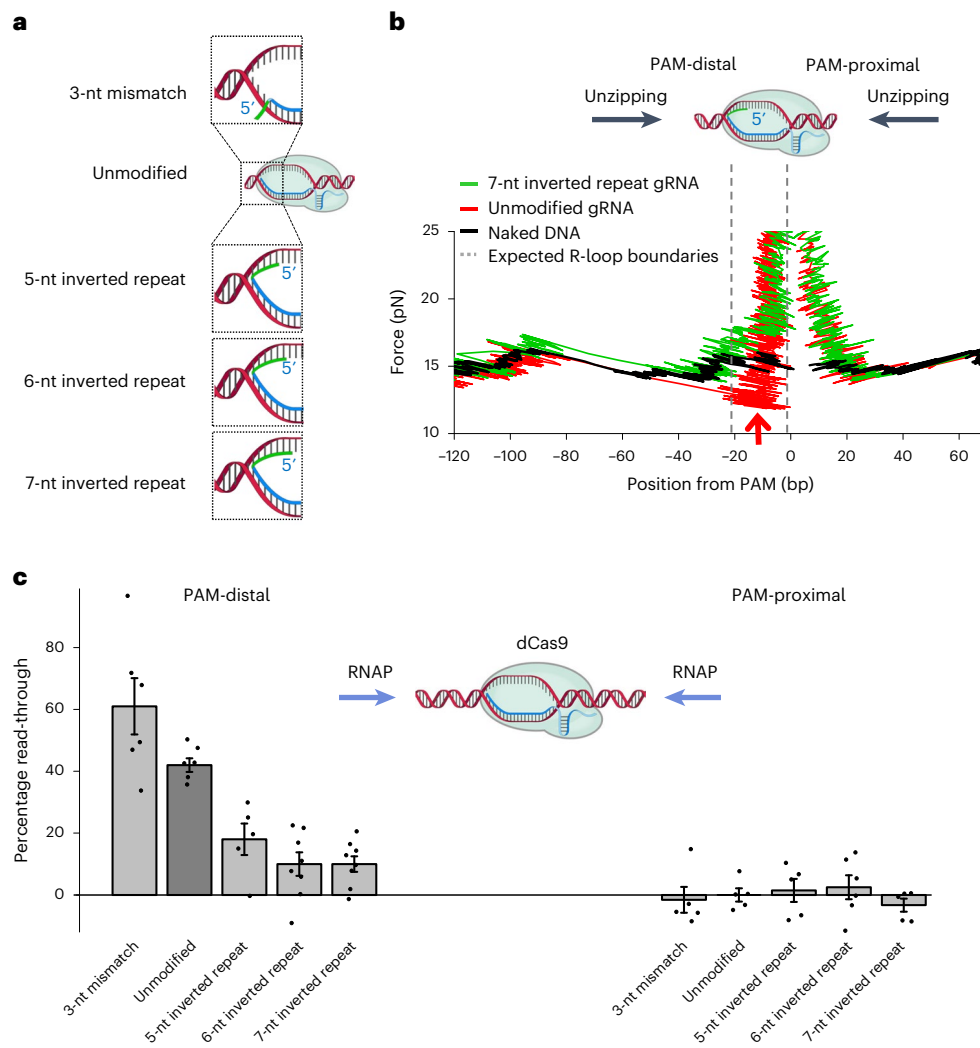 a
3-nt mismatch
5′
Unmodified
5-nt inverted repeat
5′
6-nt inverted repeat
5′
7-nt inverted repeat
5′
b
PAM-distal
PAM-proximal
Unzipping
Unzipping
5′
7-nt inverted repeat gRNA
Unmodified gRNA
Naked DNA
Expected R-loop boundaries
25
20
15
10
Force (pN)
–120 –100 –80 –60 –40 –20 0 20 40 60
Position from PAM (bp)
c
PAM-distal
PAM-proximal
dCas9
RNAP
RNAP
80
60
40
20
0
Percentage read-through
3-nt mismatch
Unmodified
5-nt inverted repeat
6-nt inverted repeat
7-nt inverted repeat
3-nt mismatch
Unmodified
5-nt inverted repeat
6-nt inverted repeat
7-nt inverted repeat